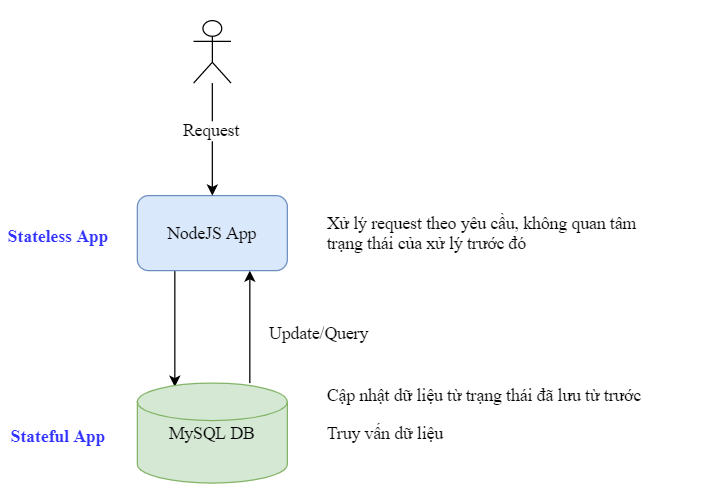 Request
Stateless App
NodeJS App
Xử lý request theo yêu cầu, không quan tâm
trạng thái của xử lý trước đó
Update/Query
Cập nhật dữ liệu từ trạng thái đã lưu từ trước
Stateful App
MySQL DB
Truy vấn dữ liệu